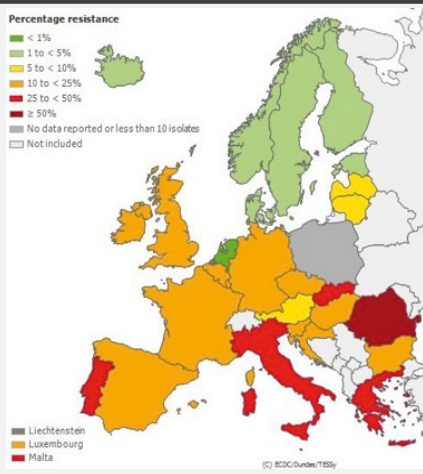 Percentage resistance
< 1%
1 to < 5%
5 to < 10%
10 to < 25%
25 to < 50%
≥ 50%
No data reported or less than 10 isolates
Not included
Liechtenstein
Luxembourg
Malta
(C) ECDC/Dundas/TESSy